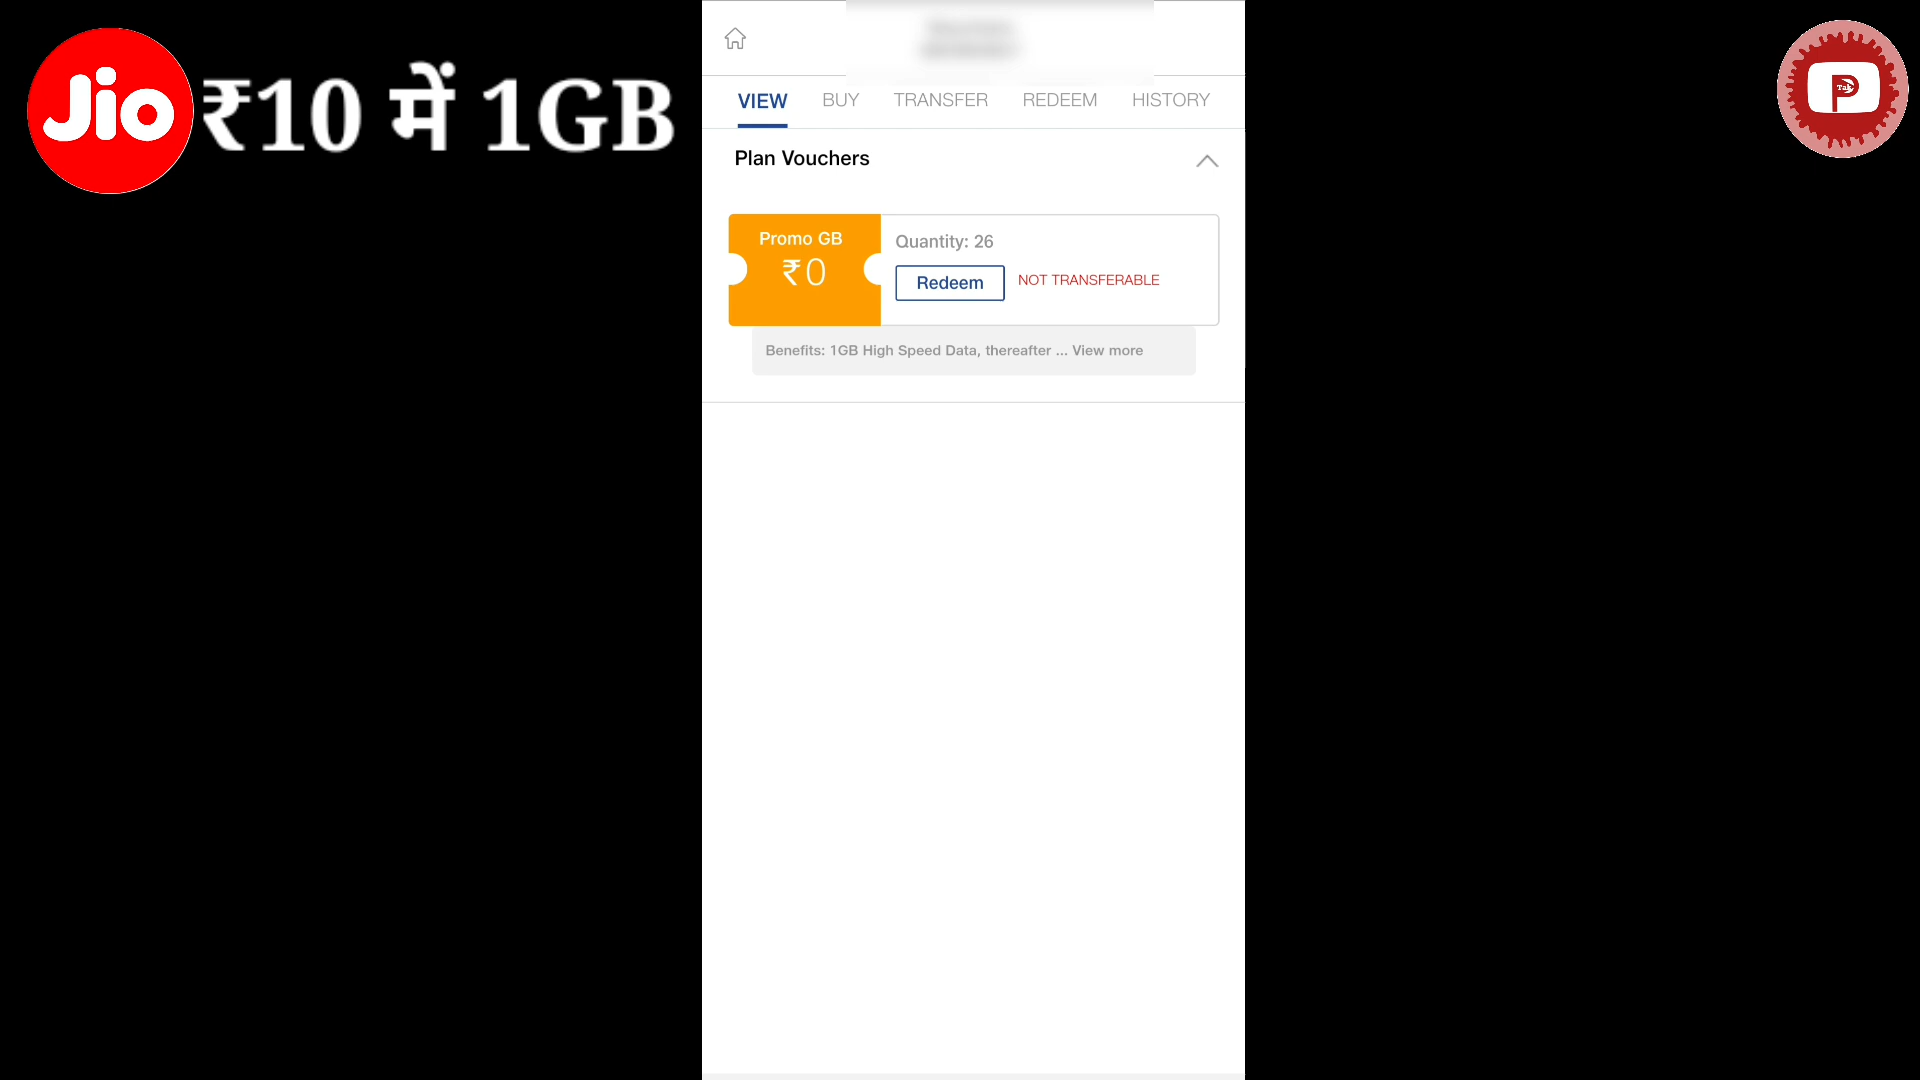 Jio
₹10 में 1GB
VIEW BUY TRANSFER REDEEM HISTORY
Plan Vouchers
Promo GB
₹0
Quantity: 26
Redeem
NOT TRANSFERABLE
Benefits: 1GB High Speed Data, thereafter ... View more
P
Tak